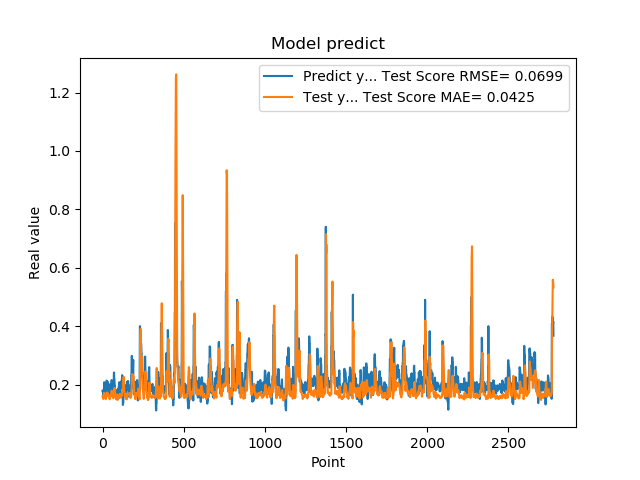 Model predict
Predict y... Test Score RMSE= 0.0699
Test y... Test Score MAE= 0.0425
1.2
1.0
0.8
0.6
0.4
0.2
Real value
0 500 1000 1500 2000 2500
Point